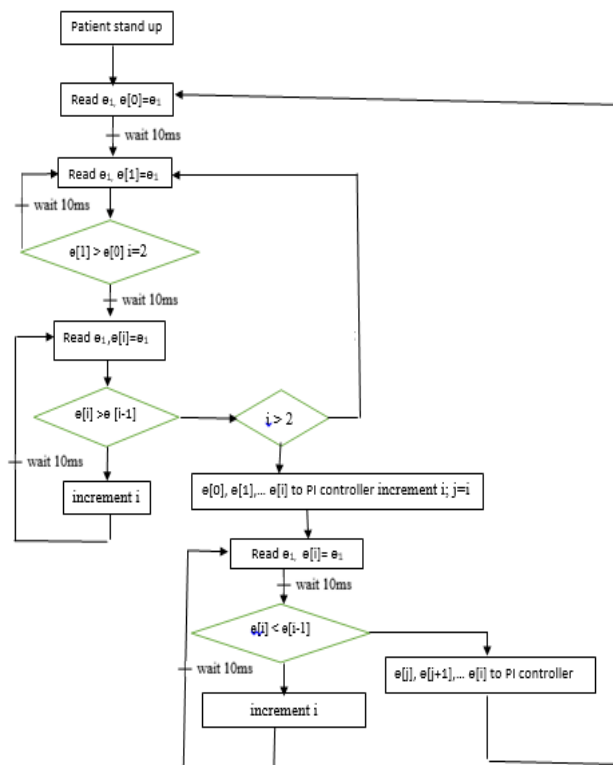 Patient stand up
Read ɵ₁, ɵ[0]=ɵ₁
wait 10ms
Read ɵ₁, ɵ[1]=ɵ₁
wait 10ms
ɵ[1] > ɵ[0] i=2
wait 10ms
Read ɵ₁,ɵ[i]=ɵ₁
ɵ[i] >ɵ [i-1]
i > 2
wait 10ms
increment i
ɵ[0], ɵ[1],... ɵ[i] to PI controller increment i; j=i
Read ɵ₁, ɵ[i]= ɵ₁
wait 10ms
ɵ[i] < ɵ[i-1]
wait 10ms
ɵ[j], ɵ[j+1],... ɵ[i] to PI controller
increment i